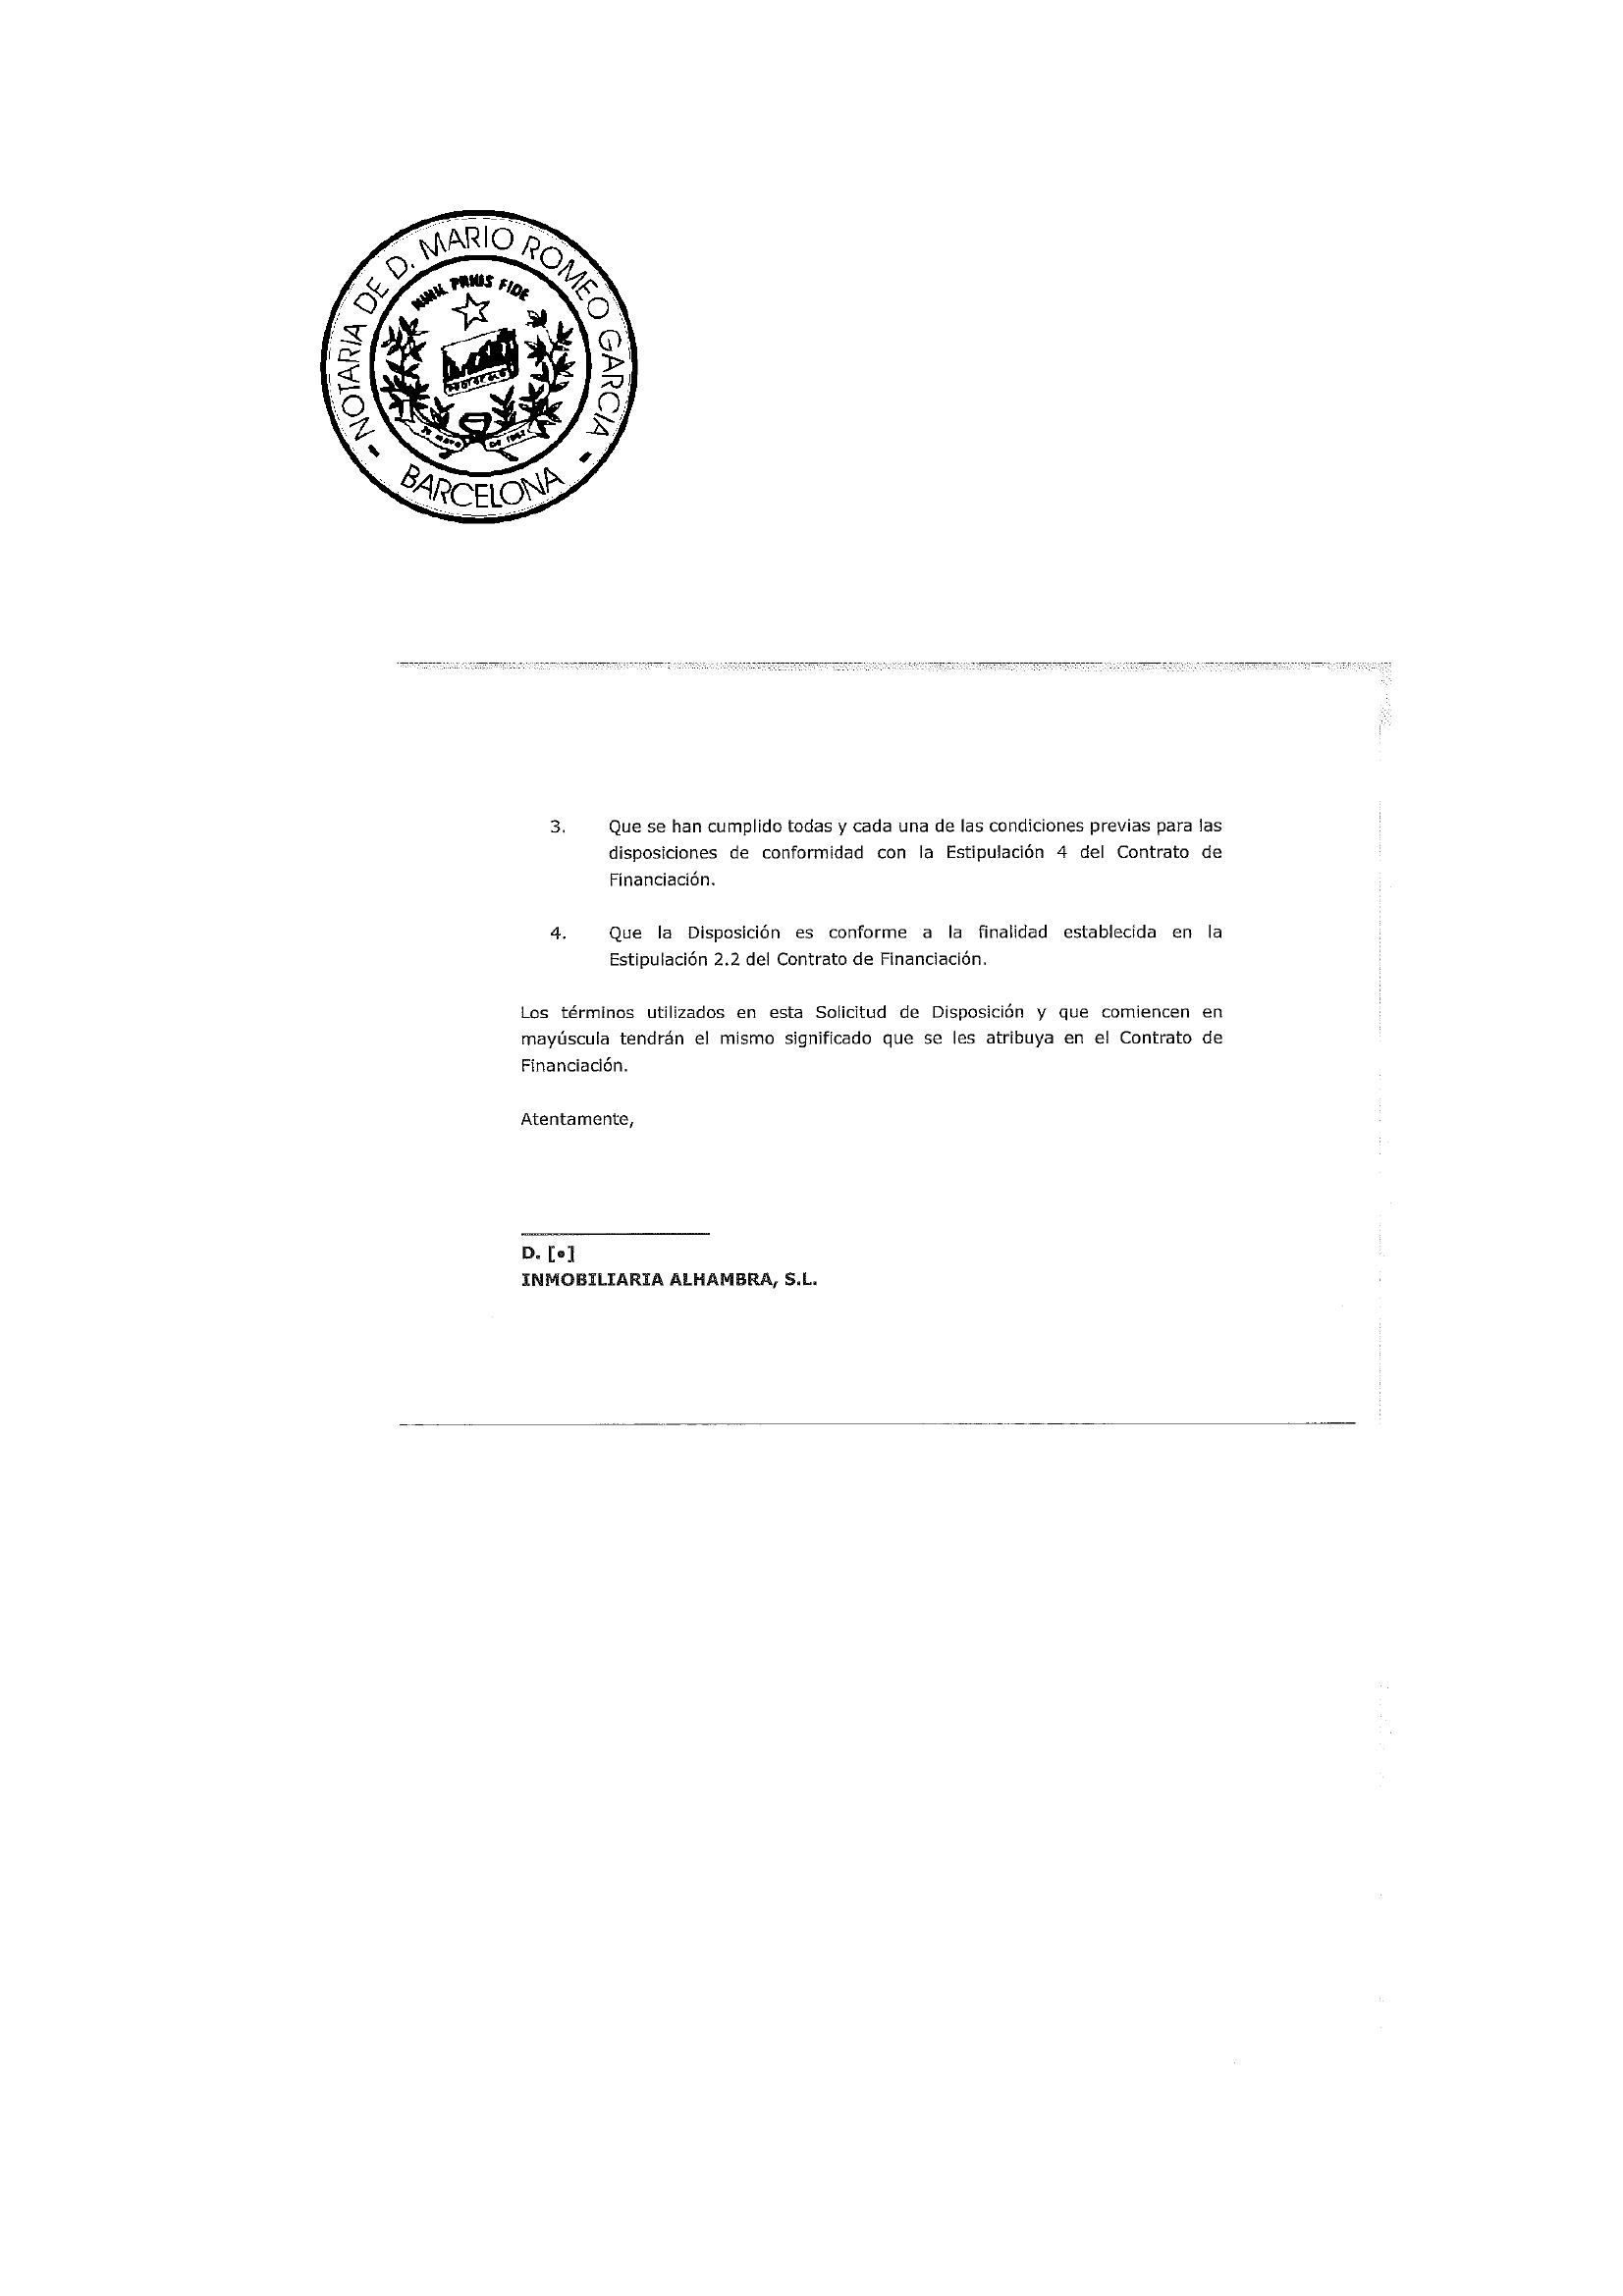 NOTARIA DE D. MARIO ROMEO GARCIA
FIDE
BARCELONA
3. Que se han cumplido todas y cada una de las condiciones previas para las
disposiciones de conformidad con la Estipulación 4 del Contrato de
Financiación.
4. Que la Disposición es conforme a la finalidad establecida en la
Estipulación 2.2 del Contrato de Financiación.
Los términos utilizados en esta Solicitud de Disposición y que comiencen en
mayúscula tendrán el mismo significado que se les atribuya en el Contrato de
Financiación.
Atentamente,
D. [●]
INMOBILIARIA ALHAMBRA, S.L.